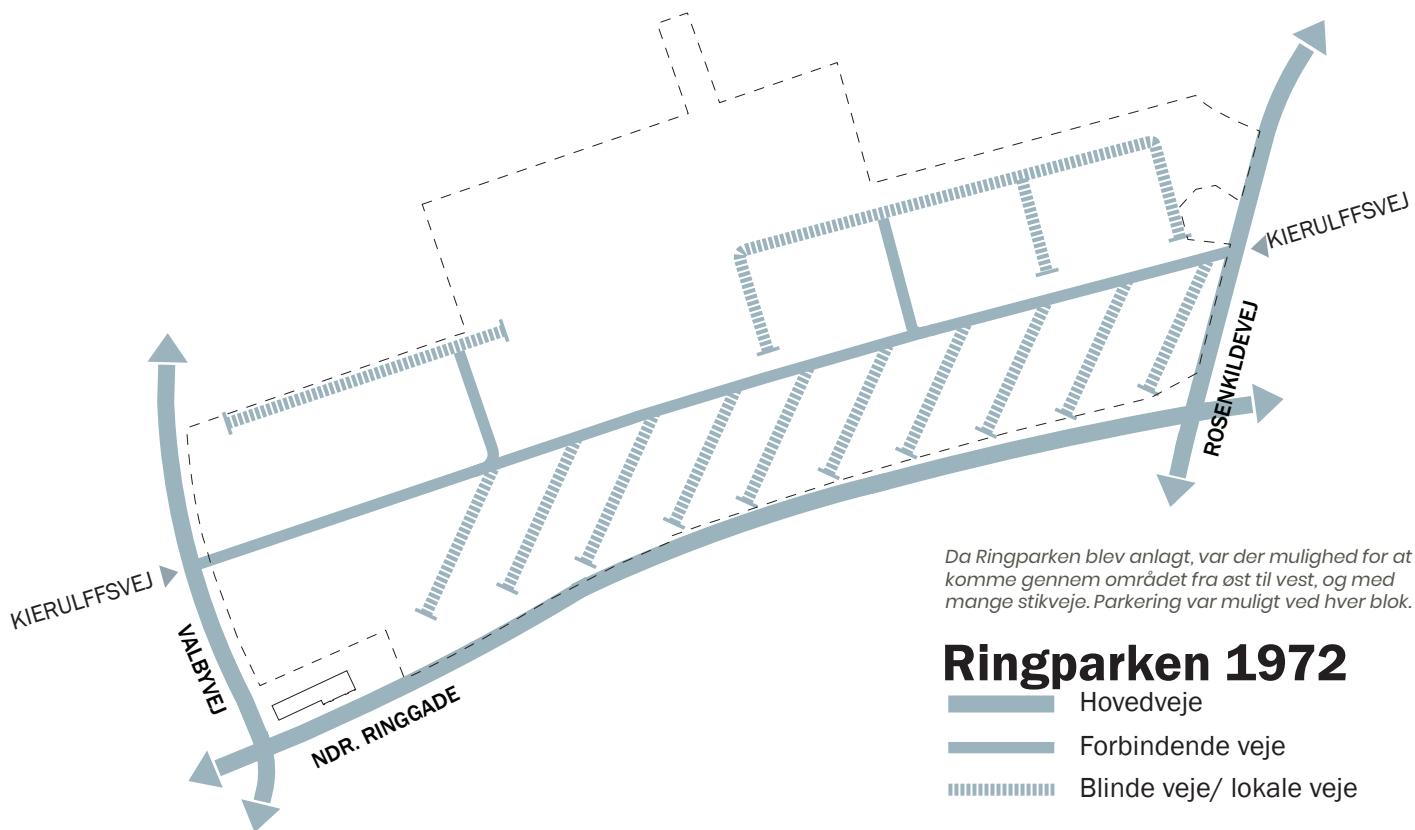 KIERULFFSVEJ
ROSENKILDEVEJ
KIERULFFSVEJ
VALBYVEJ
NDR. RINGGADE
Da Ringparken blev anlagt, var der mulighed for at
komme gennem området fra øst til vest, og med
mange stikveje. Parkering var muligt ved hver blok.
Ringparken 1972
Hovedveje
Forbindende veje
Blinde veje/ lokale veje